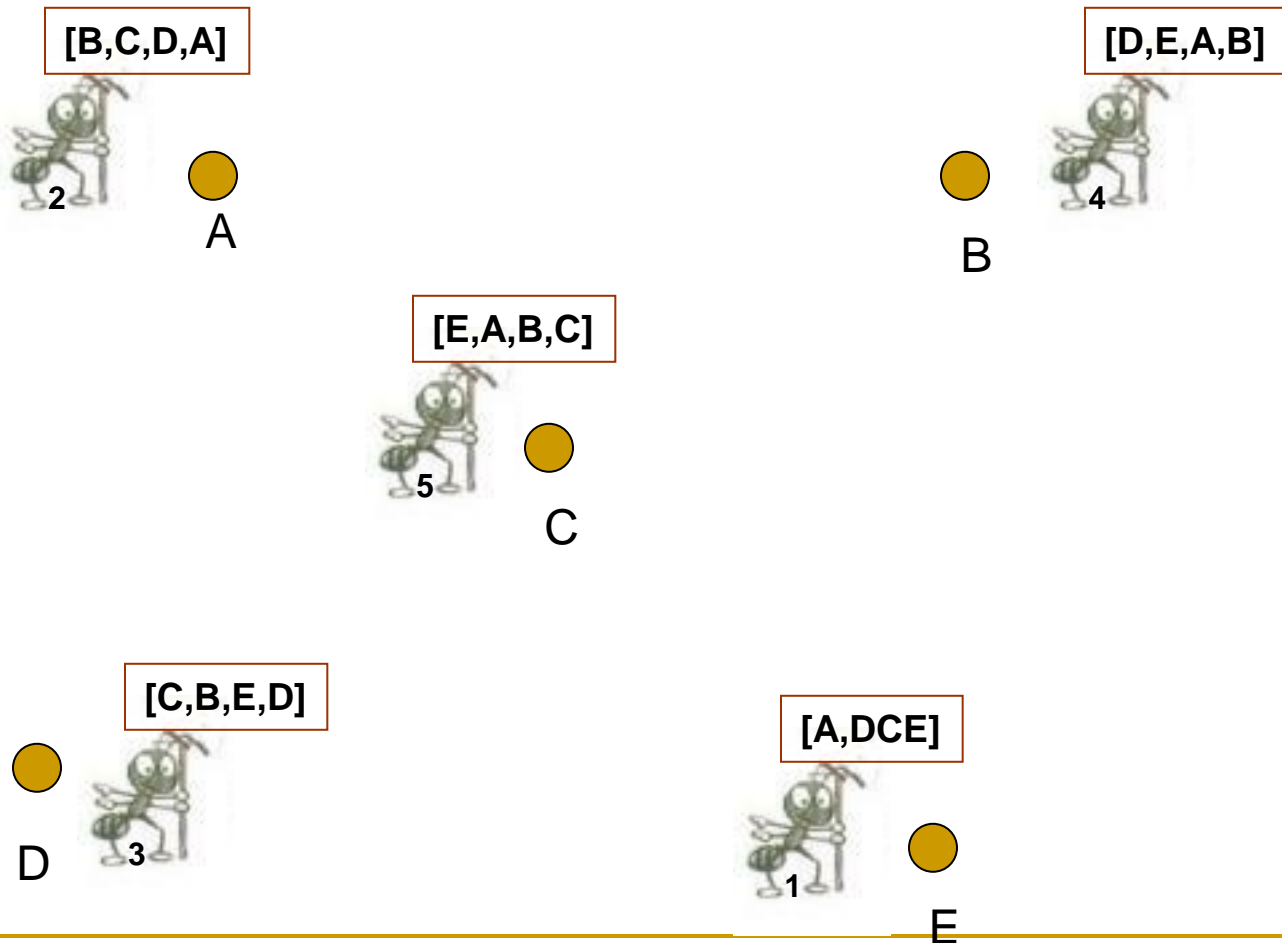 [B,C,D,A]
[D,E,A,B]
2
A
4
B
[E,A,B,C]
5
C
[C,B,E,D]
[A,DCE]
D
3
1
E